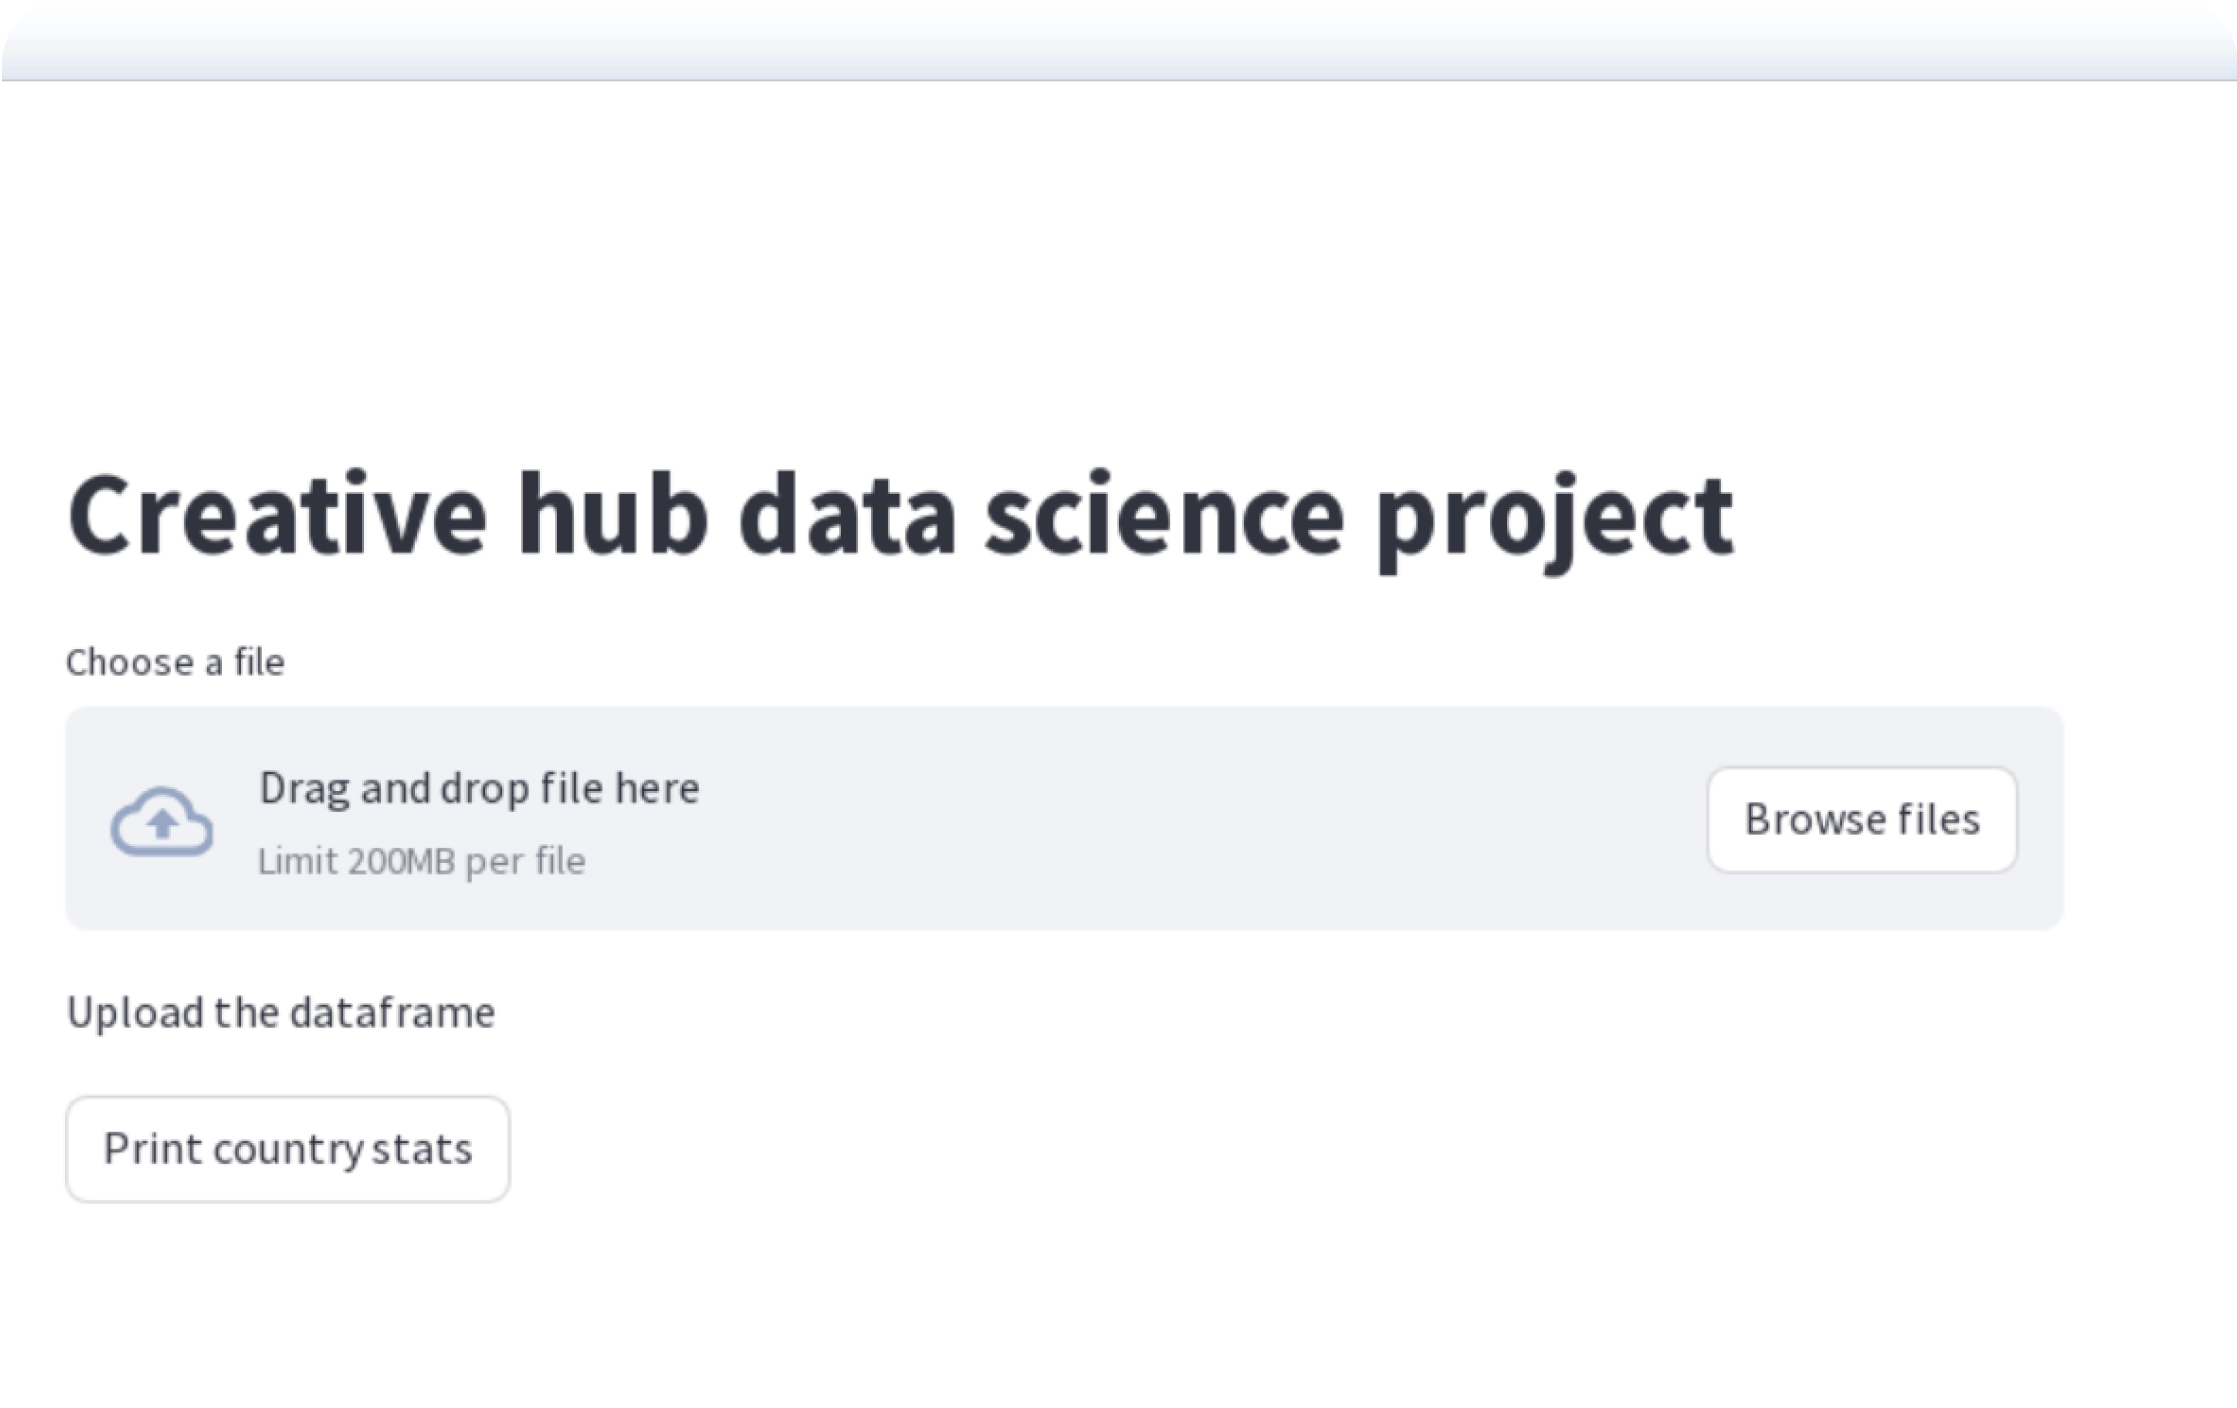 Creative hub data science project
Choose a file
Drag and drop file here
Limit 200MB per file
Browse files
Upload the dataframe
Print country stats